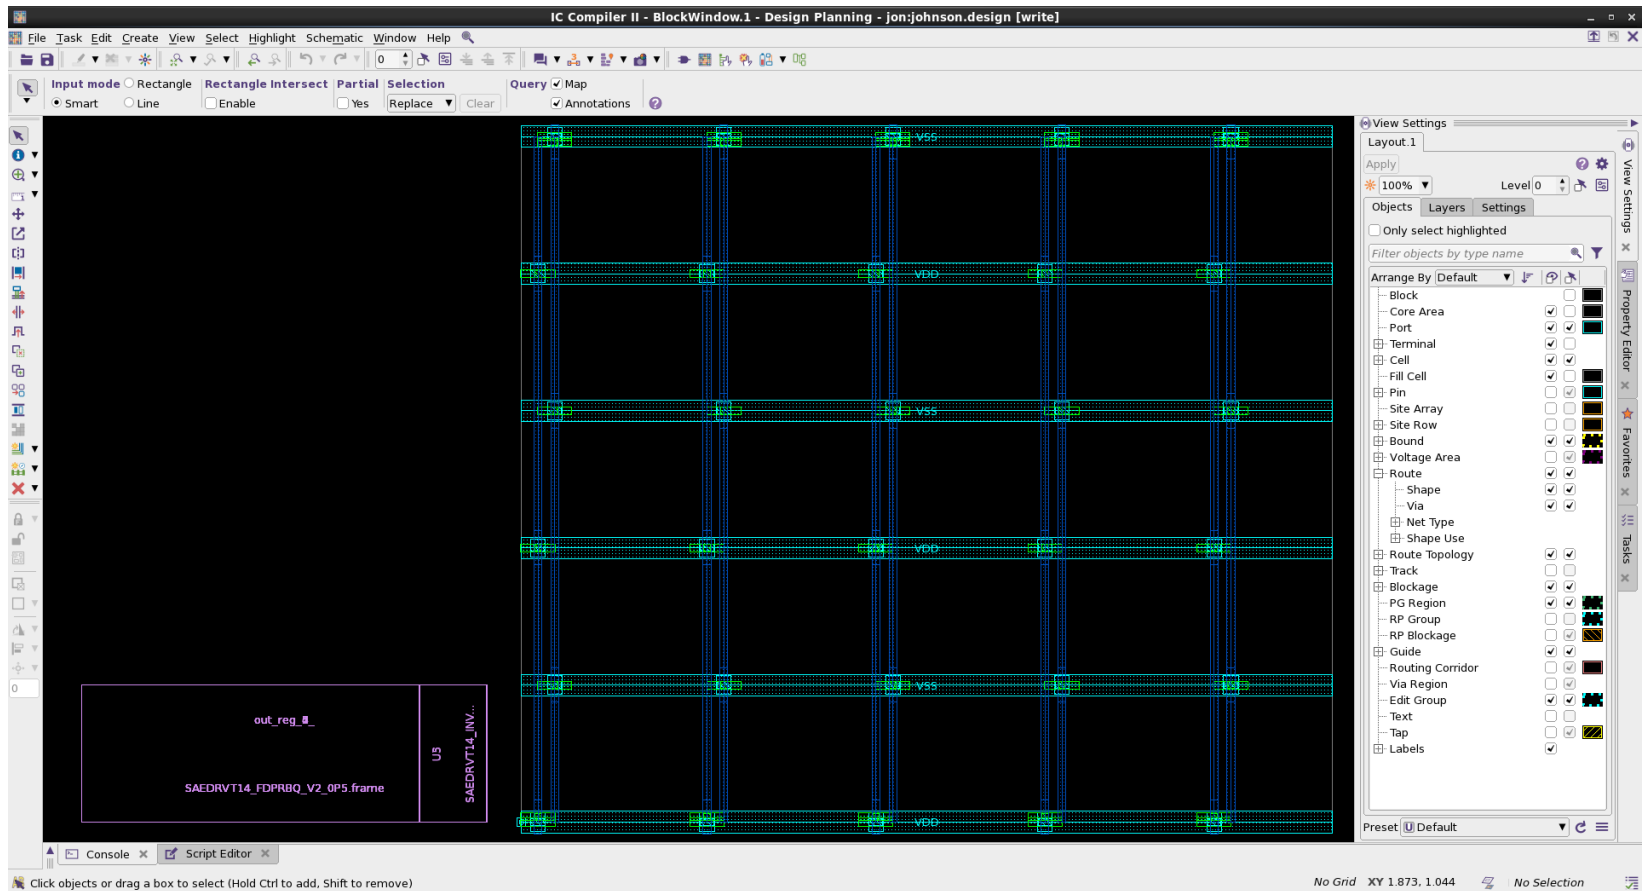 IC Compiler II - BlockWindow.1 - Design Planning - jon:johnson.design [write]
File Task Edit Create View Select Highlight Schematic Window Help
0
Input mode Rectangle Rectangle Intersect Partial Selection Query Map
Smart Line Enable Yes Replace Clear Annotations
View Settings
Layout.1
Apply
100% Level 0
Objects Layers Settings
Only select highlighted
Filter objects by type name
Arrange By Default
Block
Core Area
Port
Terminal
Cell
Fill Cell
Pin
Site Array
Site Row
Bound
Voltage Area
Route
Shape
Via
Net Type
Shape Use
Route Topology
Track
Blockage
PG Region
RP Group
RP Blockage
Guide
Routing Corridor
Via Region
Edit Group
Text
Tap
Labels
Preset Default
View Settings
Property Editor
Favorites
Tasks
VSS
VDD
VSS
VDD
VSS
VDD
0
SAEDRVT14_FDPRBQ_V2_0P5.frame
SAEDRVT14_INV...
Console Script Editor
Click objects or drag a box to select (Hold Ctrl to add, Shift to remove)
No Grid XY 1.873, 1.044 No Selection